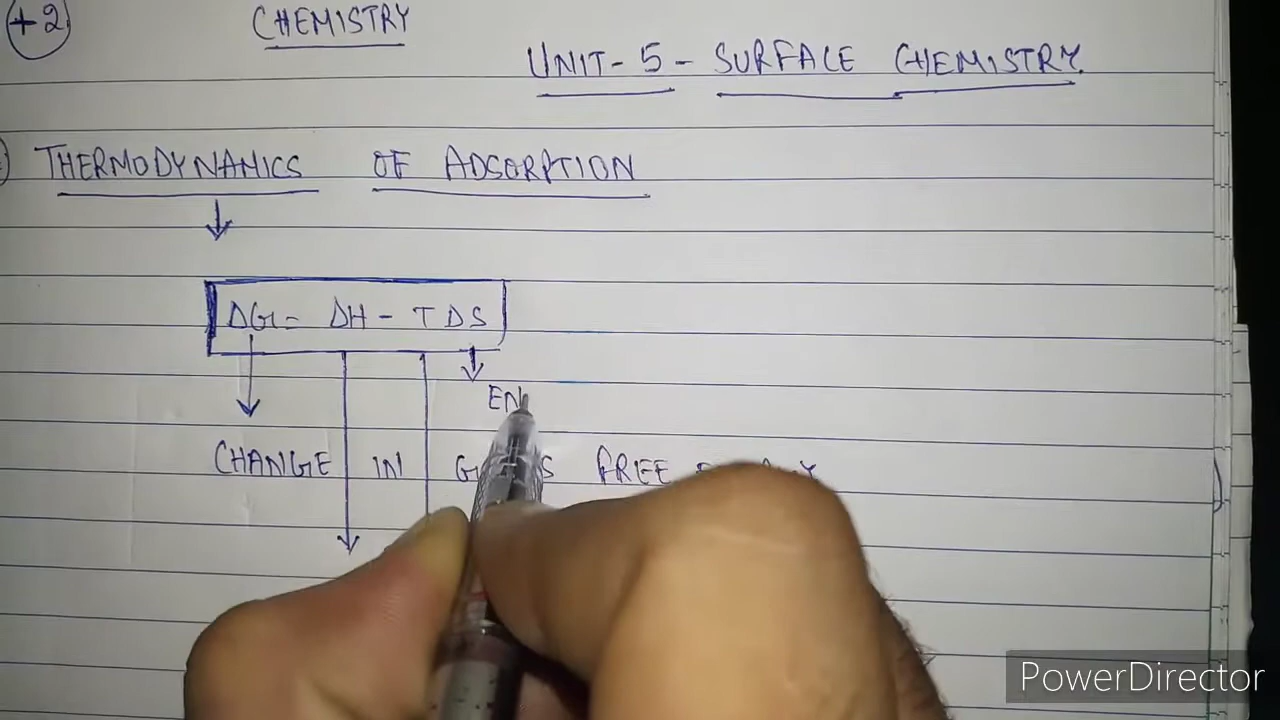 +2
CHEMISTRY
UNIT-5- SURFACE CHEMISTRY
THERMODYNAMICS OF ADSORPTION
ΔG= ΔH- TΔS
EN
CHANGE IN FREE
PowerDirector